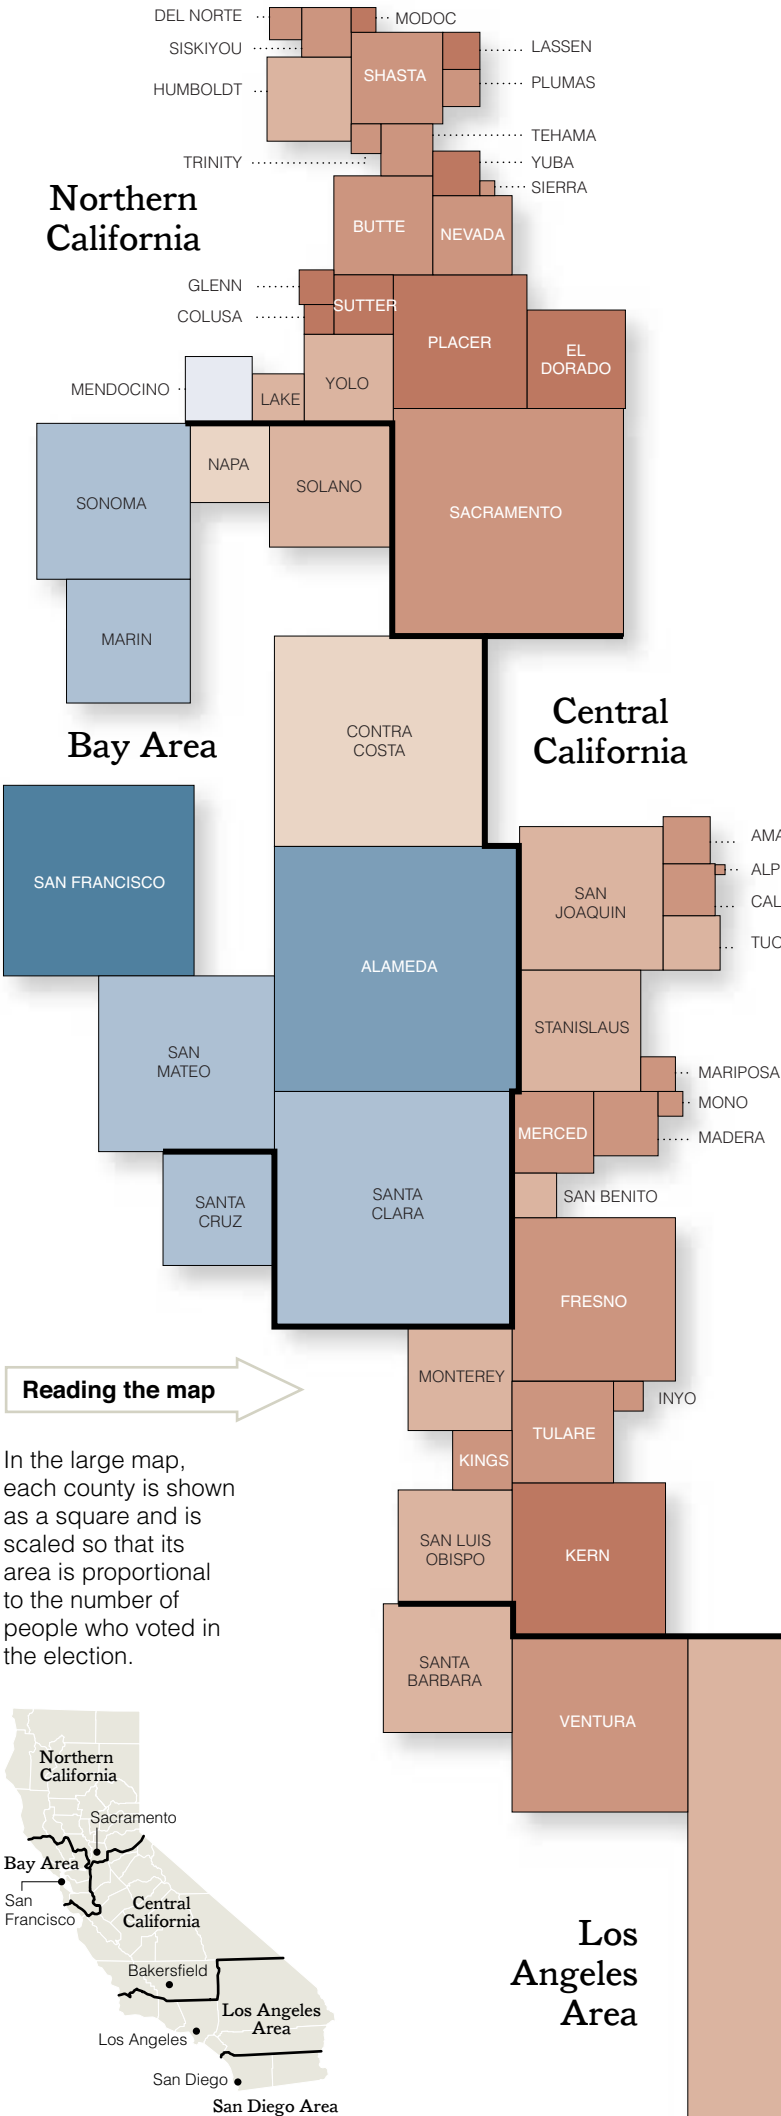 DEL NORTE
MODOC
SISKIYOU
LASSEN
SHASTA
PLUMAS
HUMBOLDT
TEHAMA
TRINITY
YUBA
SIERRA
Northern
California
BUTTE
NEVADA
GLENN
SUTTER
COLUSA
PLACER
EL
DORADO
MENDOCINO
LAKE
YOLO
NAPA
SOLANO
SONOMA
SACRAMENTO
MARIN
CONTRA
COSTA
Bay Area
Central
California
AMA
ALP
CAL
TUO
SAN FRANCISCO
SAN
JOAQUIN
ALAMEDA
STANISLAUS
SAN
MATEO
MARIPOSA
MONO
MERCED
MADERA
SANTA
CRUZ
SANTA
CLARA
SAN BENITO
FRESNO
MONTEREY
INYO
Reading the map
TULARE
KINGS
In the large map,
each county is shown
as a square and is
scaled so that its
area is proportional
to the number of
people who voted in
the election.
SAN LUIS
OBISPO
KERN
SANTA
BARBARA
VENTURA
Northern
California
Sacramento
Bay Area
San
Francisco
Central
California
Bakersfield
Los Angeles
Area
Los Angeles
San Diego
San Diego Area
Los
Angeles
Area